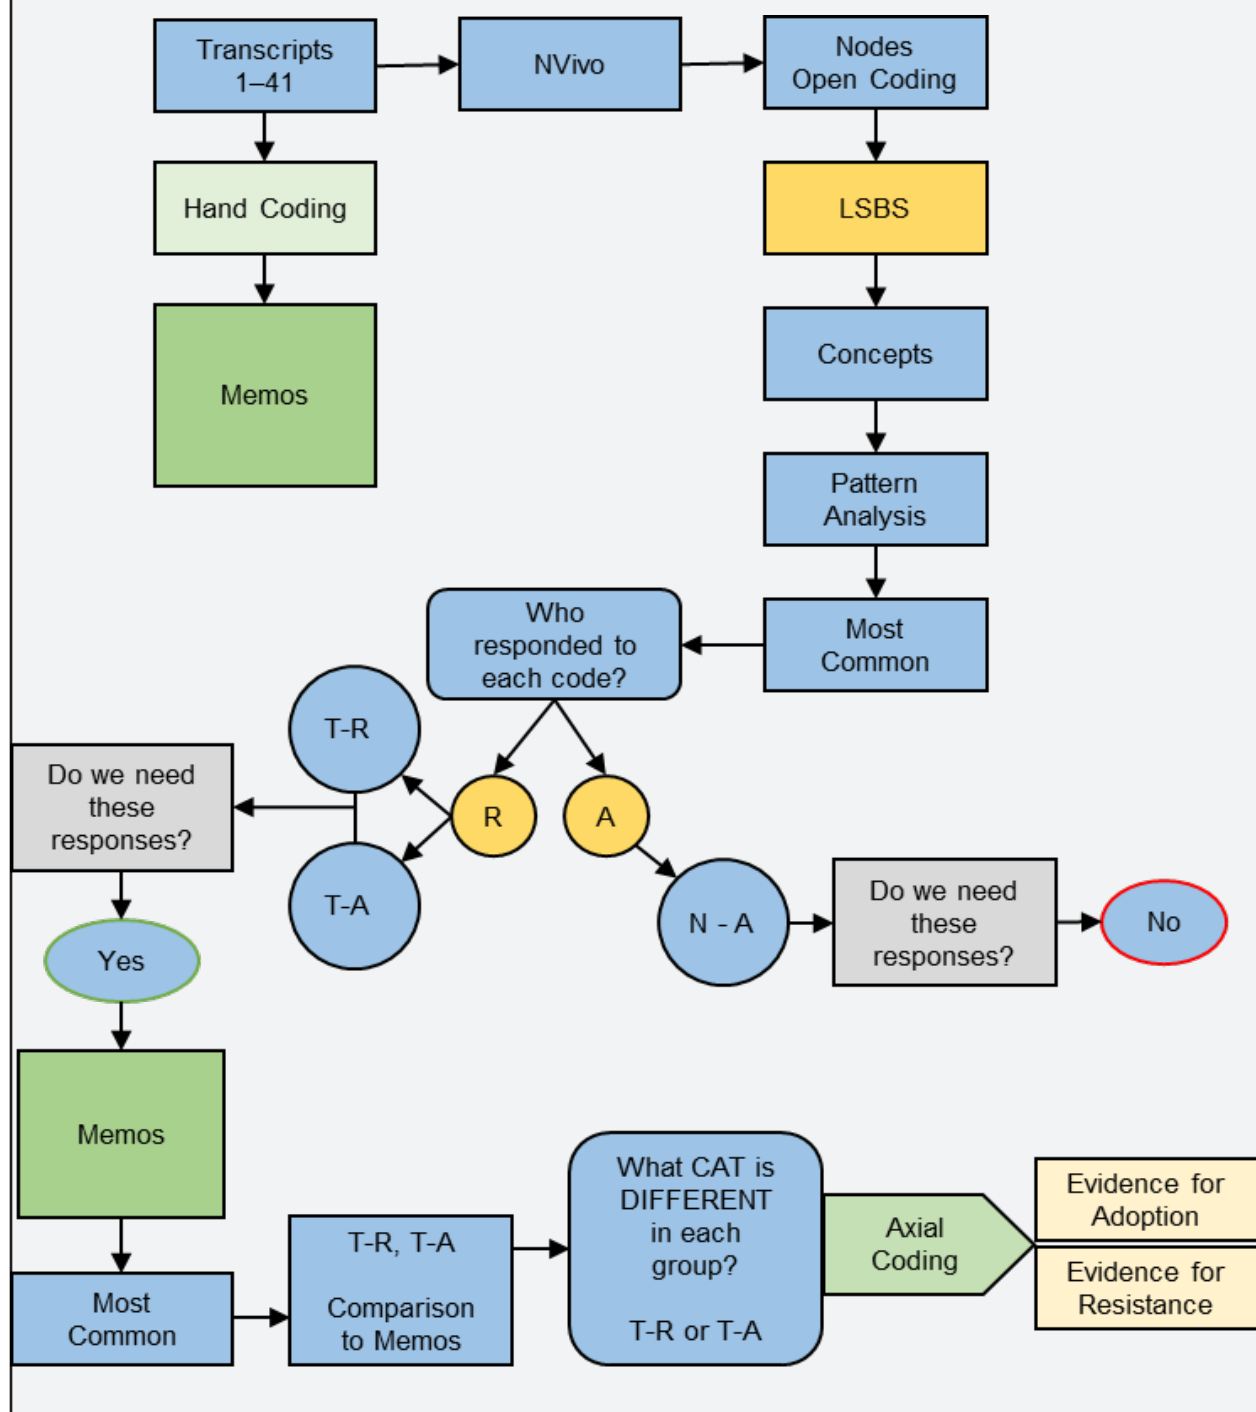 Transcripts
1–41
NVivo
Nodes
Open Coding
Hand Coding
LSBS
Memos
Concepts
Pattern
Analysis
Most
Common
Who
responded to
each code?
T-R
R
A
Do we need
these
responses?
T-A
N - A
Do we need
these
responses?
No
Yes
Memos
Most
Common
T-R, T-A
Comparison
to Memos
What CAT is
DIFFERENT
in each
group?
T-R or T-A
Axial
Coding
Evidence for
Adoption
Evidence for
Resistance